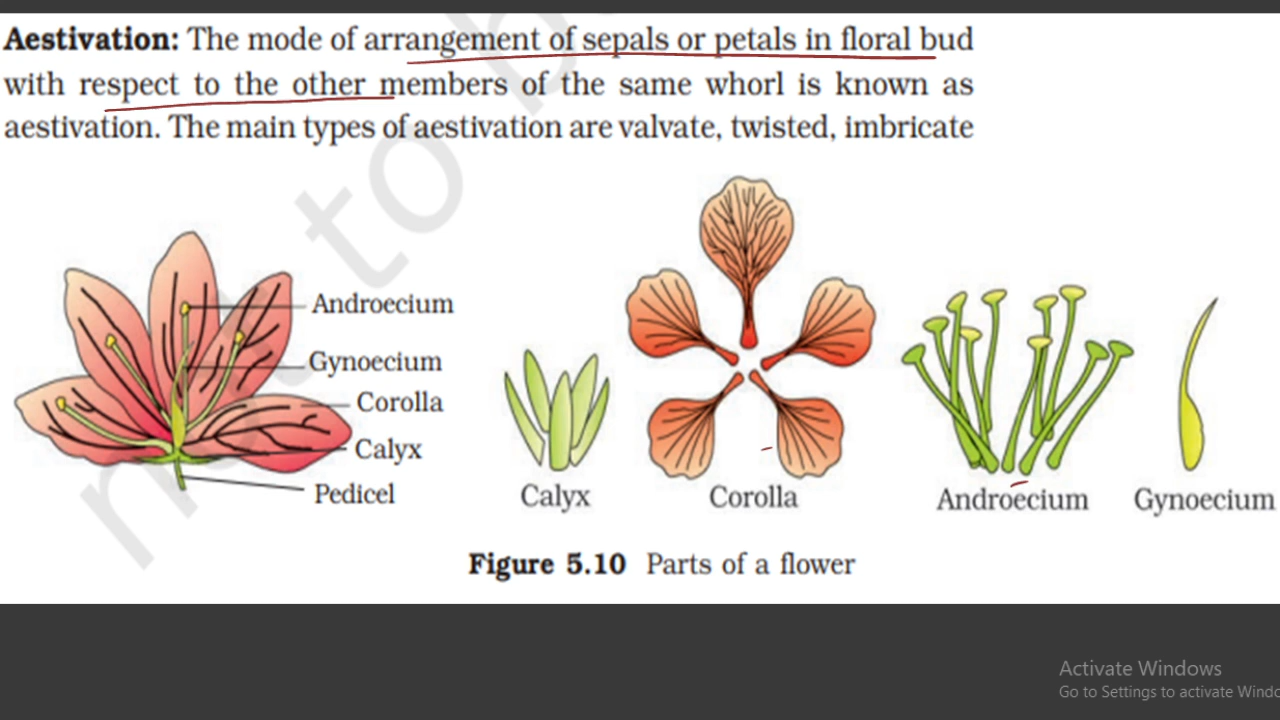 Aestivation: The mode of arrangement of sepals or petals in floral bud
with respect to the other members of the same whorl is known as
aestivation. The main types of aestivation are valvate, twisted, imbricate
Androecium
Gynoecium
Corolla
Calyx
Pedicel
Calyx
Corolla
Androecium
Gynoecium
Figure 5.10 Parts of a flower
not to b
Activate Windows
Go to Settings to activate Windo